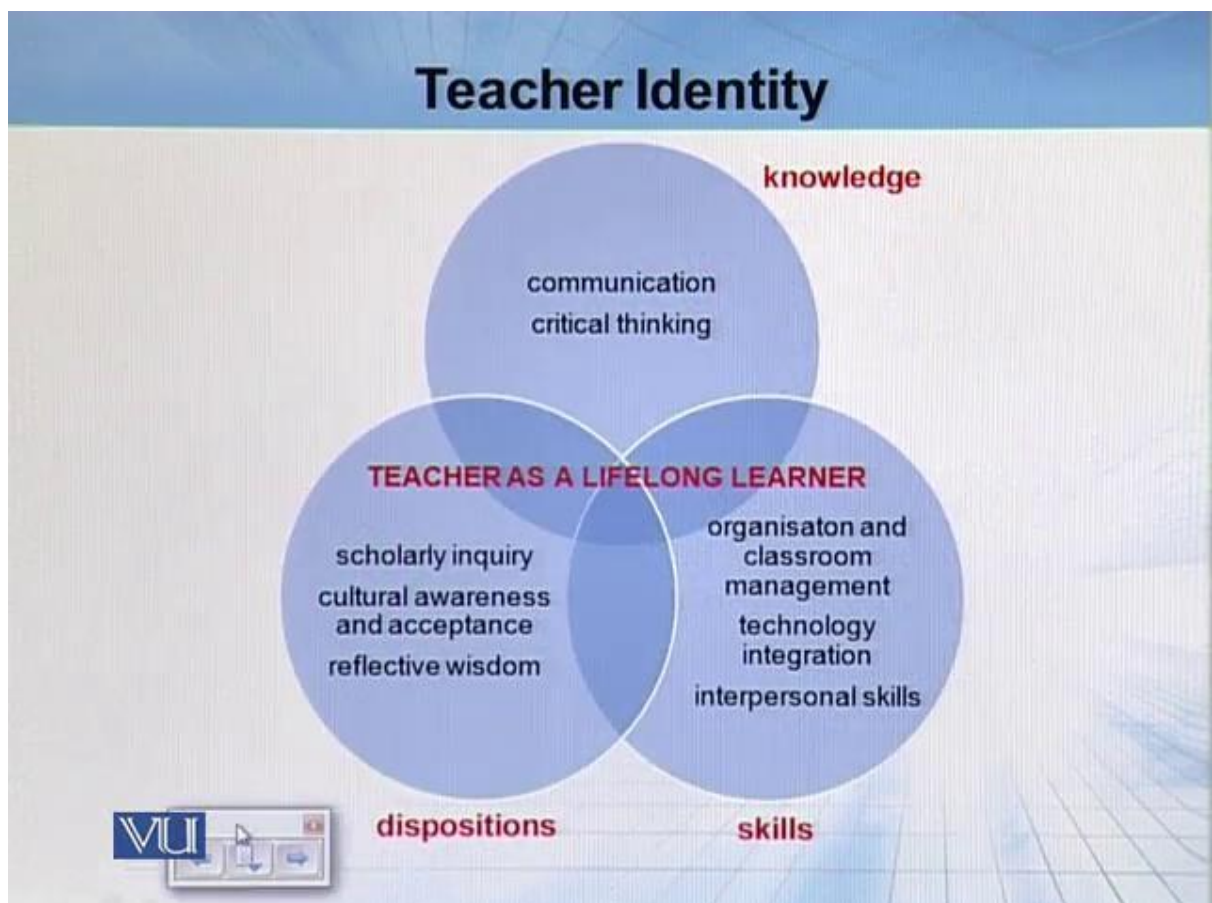 Teacher Identity
knowledge
communication
critical thinking
TEACHER AS A LIFELONG LEARNER
scholarly inquiry
cultural awareness
and acceptance
reflective wisdom
organisaton and
classroom
management
technology
integration
interpersonal skills
dispositions
skills
VU